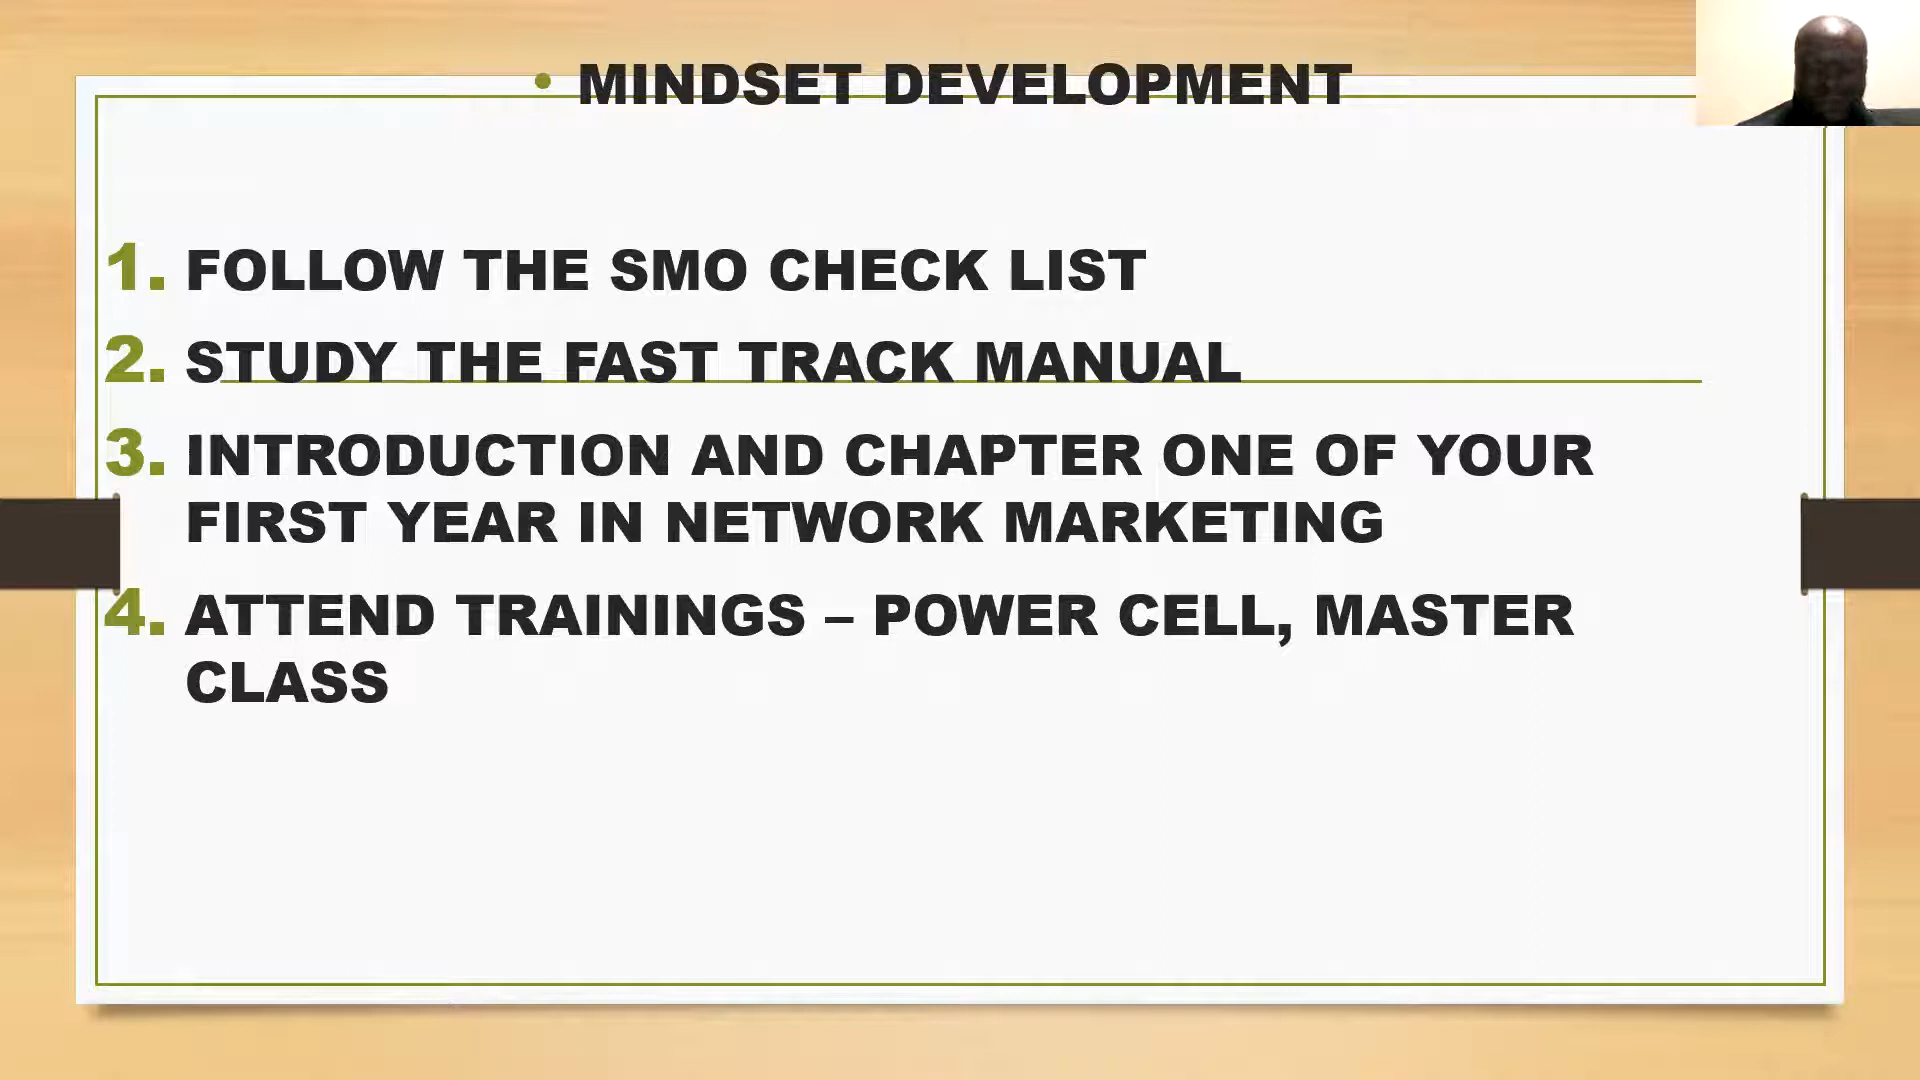 • MINDSET DEVELOPMENT
1. FOLLOW THE SMO CHECK LIST
2. STUDY THE FAST TRACK MANUAL
3. INTRODUCTION AND CHAPTER ONE OF YOUR
FIRST YEAR IN NETWORK MARKETING
4. ATTEND TRAININGS – POWER CELL, MASTER
CLASS